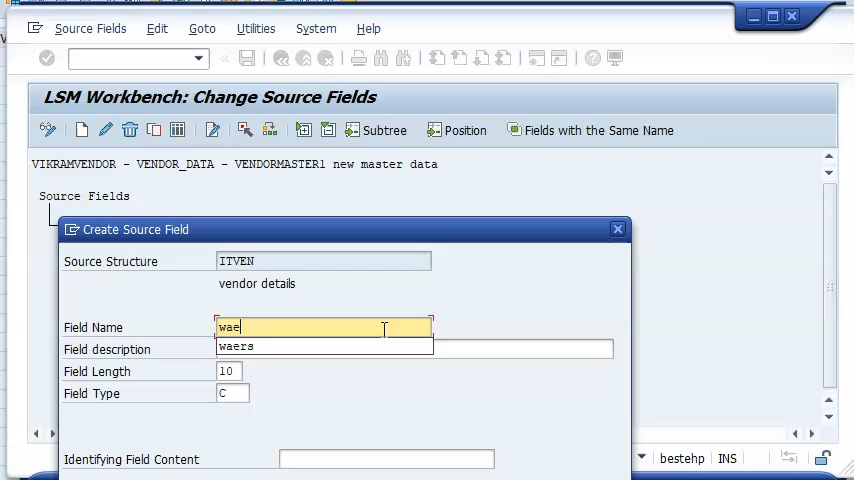 Source Fields Edit Goto Utilities System Help
LSM Workbench: Change Source Fields
Subtree Position Fields with the Same Name
VIKRAMVENDOR - VENDOR_DATA - VENDORMASTER1 new master data
Source Fields
Create Source Field
Source Structure ITVEN
vendor details
Field Name wae
waers
Field description
Field Length 10
Field Type C
Identifying Field Content
bestehp INS